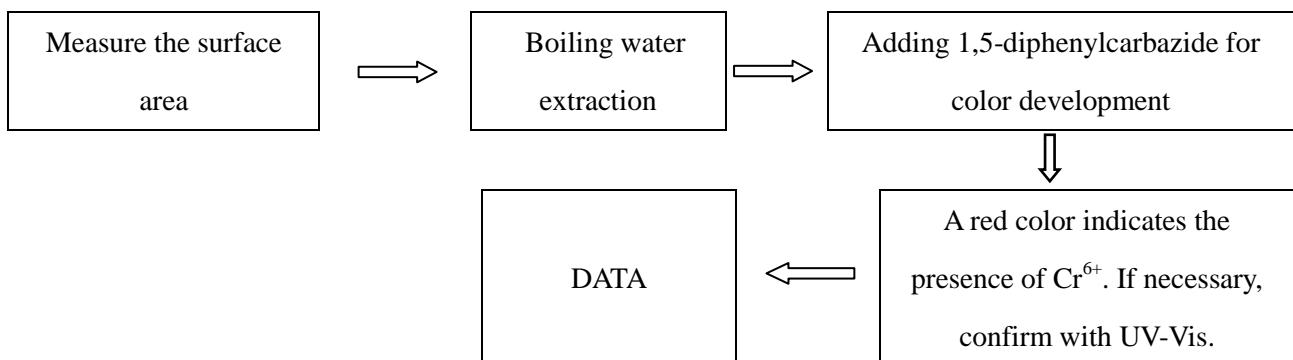 Measure the surface
area
Boiling water
extraction
Adding 1,5-diphenylcarbazide for
color development
A red color indicates the
presence of Cr6+. If necessary,
confirm with UV-Vis.
DATA